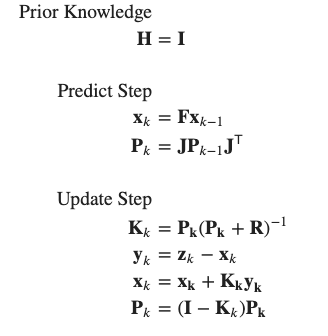 Prior Knowledge
H = I
Predict Step
xₖ = Fxₖ₋₁
Pₖ = JPₖ₋₁Jᵀ
Update Step
Kₖ = Pₖ(Pₖ + R)⁻¹
yₖ = zₖ − xₖ
xₖ = xₖ + Kₖyₖ
Pₖ = (I − Kₖ)Pₖ